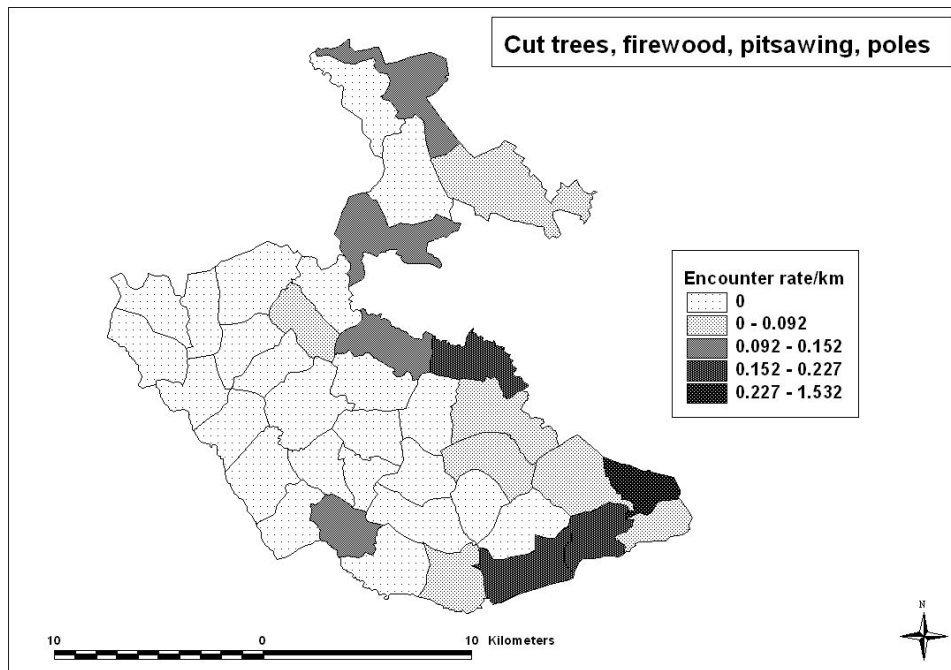 Cut trees, firewood, pitsawing, poles
Encounter rate/km
0
0 - 0.092
0.092 - 0.152
0.152 - 0.227
0.227 - 1.532
N
10 0 10 Kilometers